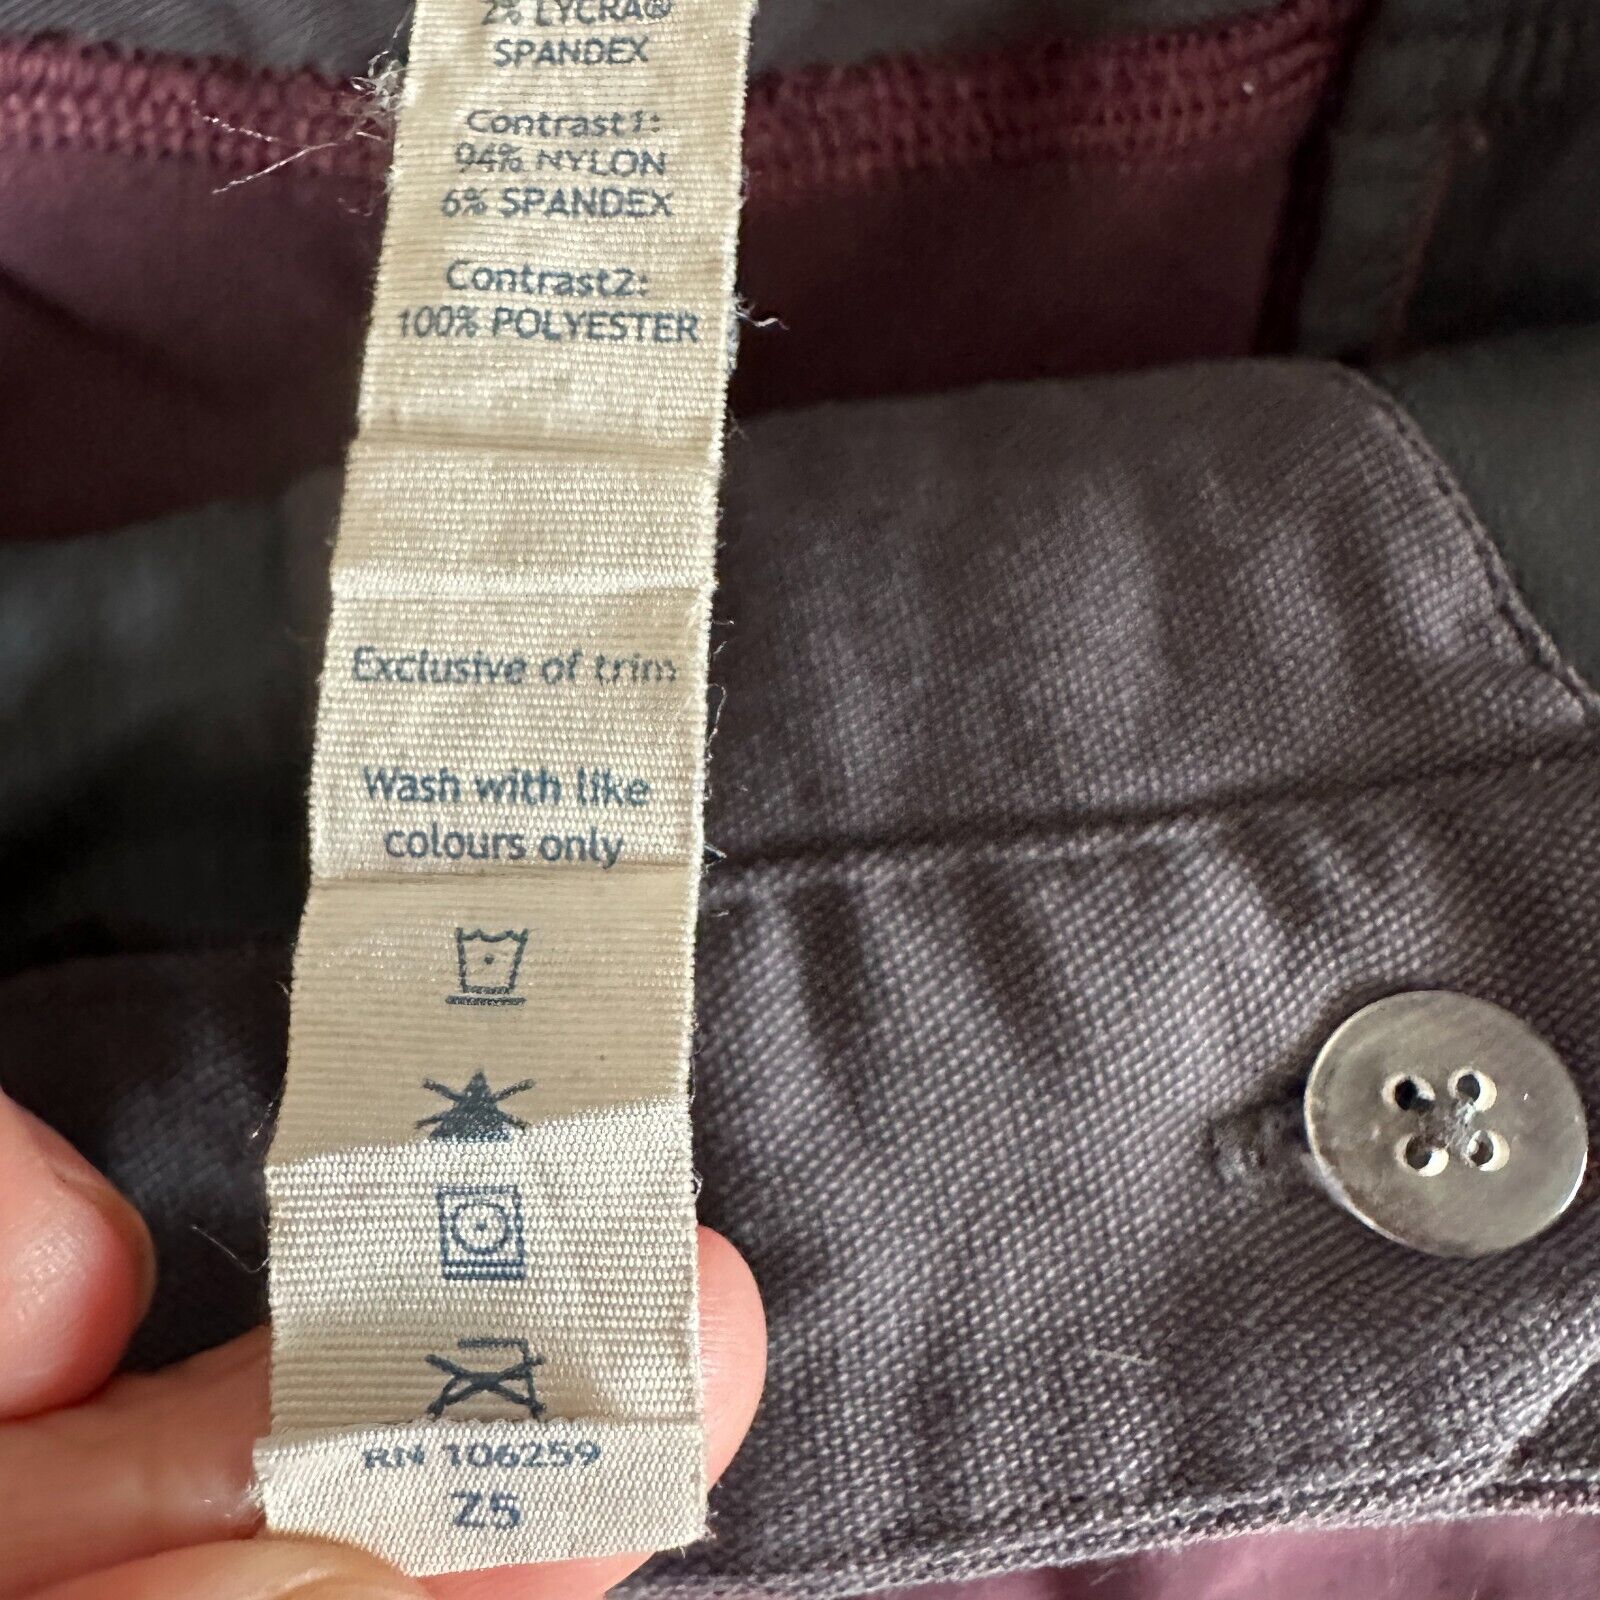 2% LYCRA®
SPANDEX
Contrast1:
94% NYLON
6% SPANDEX
Contrast2:
100% POLYESTER
Exclusive of trim
Wash with like
colours only
RN 106259
Z5